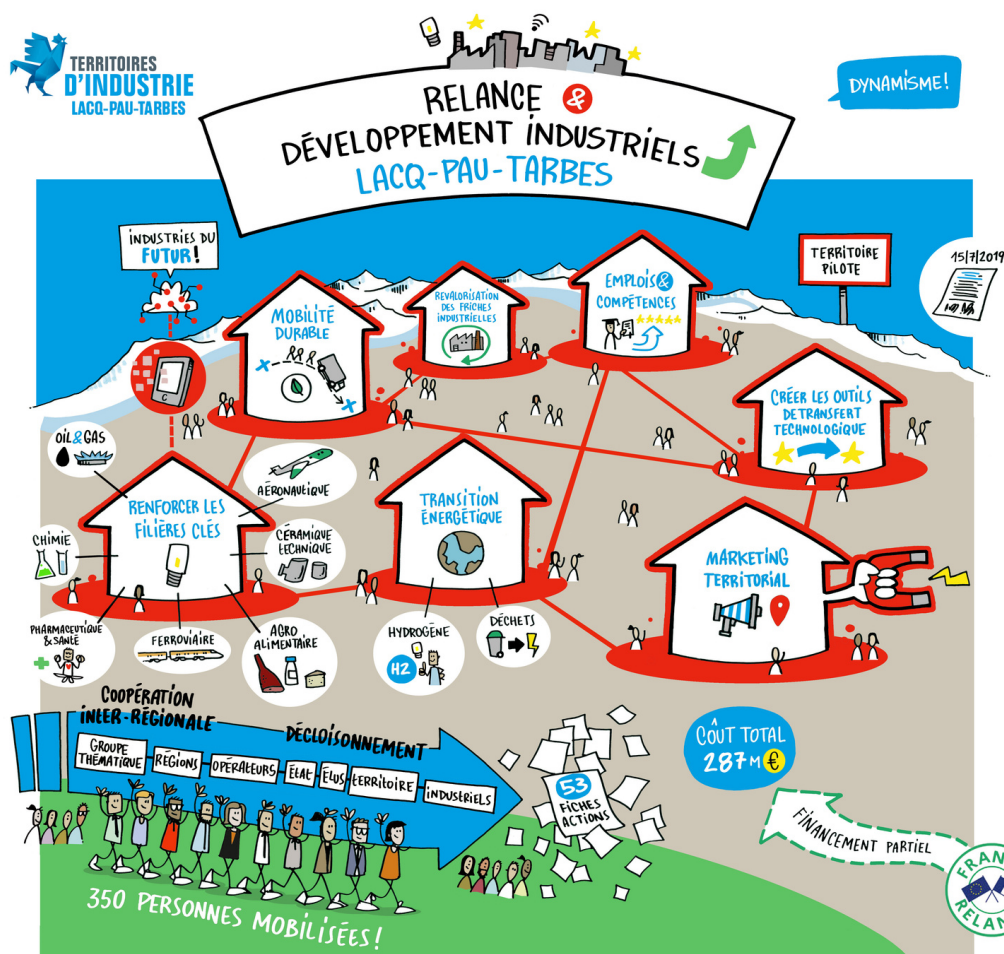 TERRITOIRES
D'INDUSTRIE
LACQ-PAU-TARBES
RELANCE &
DÉVELOPPEMENT INDUSTRIELS
LACQ-PAU-TARBES
DYNAMISME!
INDUSTRIES DU
FUTUR!
MOBILITÉ
DURABLE
REVALORISATION
DES FRICHES
INDUSTRIELLES
EMPLOIS &
COMPÉTENCES
TERRITOIRE
PILOTE
15/7/2019
CRÉER LES OUTILS
DE TRANSFERT
TECHNOLOGIQUE
OIL & GAS
AÉRONAUTIQUE
RENFORCER LES
FILIÈRES CLÉS
CHIMIE
CÉRAMIQUE
TECHNIQUE
PHARMACEUTIQUE
& SANTÉ
FERROVIAIRE
AGRO
ALIMENTAIRE
TRANSITION
ÉNERGÉTIQUE
HYDROGÈNE
H2
DÉCHETS
MARKETING
TERRITORIAL
COOPÉRATION
INTER-RÉGIONALE
DÉCLOISONNEMENT
GROUPE
THÉMATIQUE
RÉGIONS
OPÉRATEURS
ÉTAT
ÉLUS
TERRITOIRE
INDUSTRIELS
53
FICHES
ACTIONS
COÛT TOTAL
287 M €
FINANCEMENT PARTIEL
350 PERSONNES MOBILISÉES!